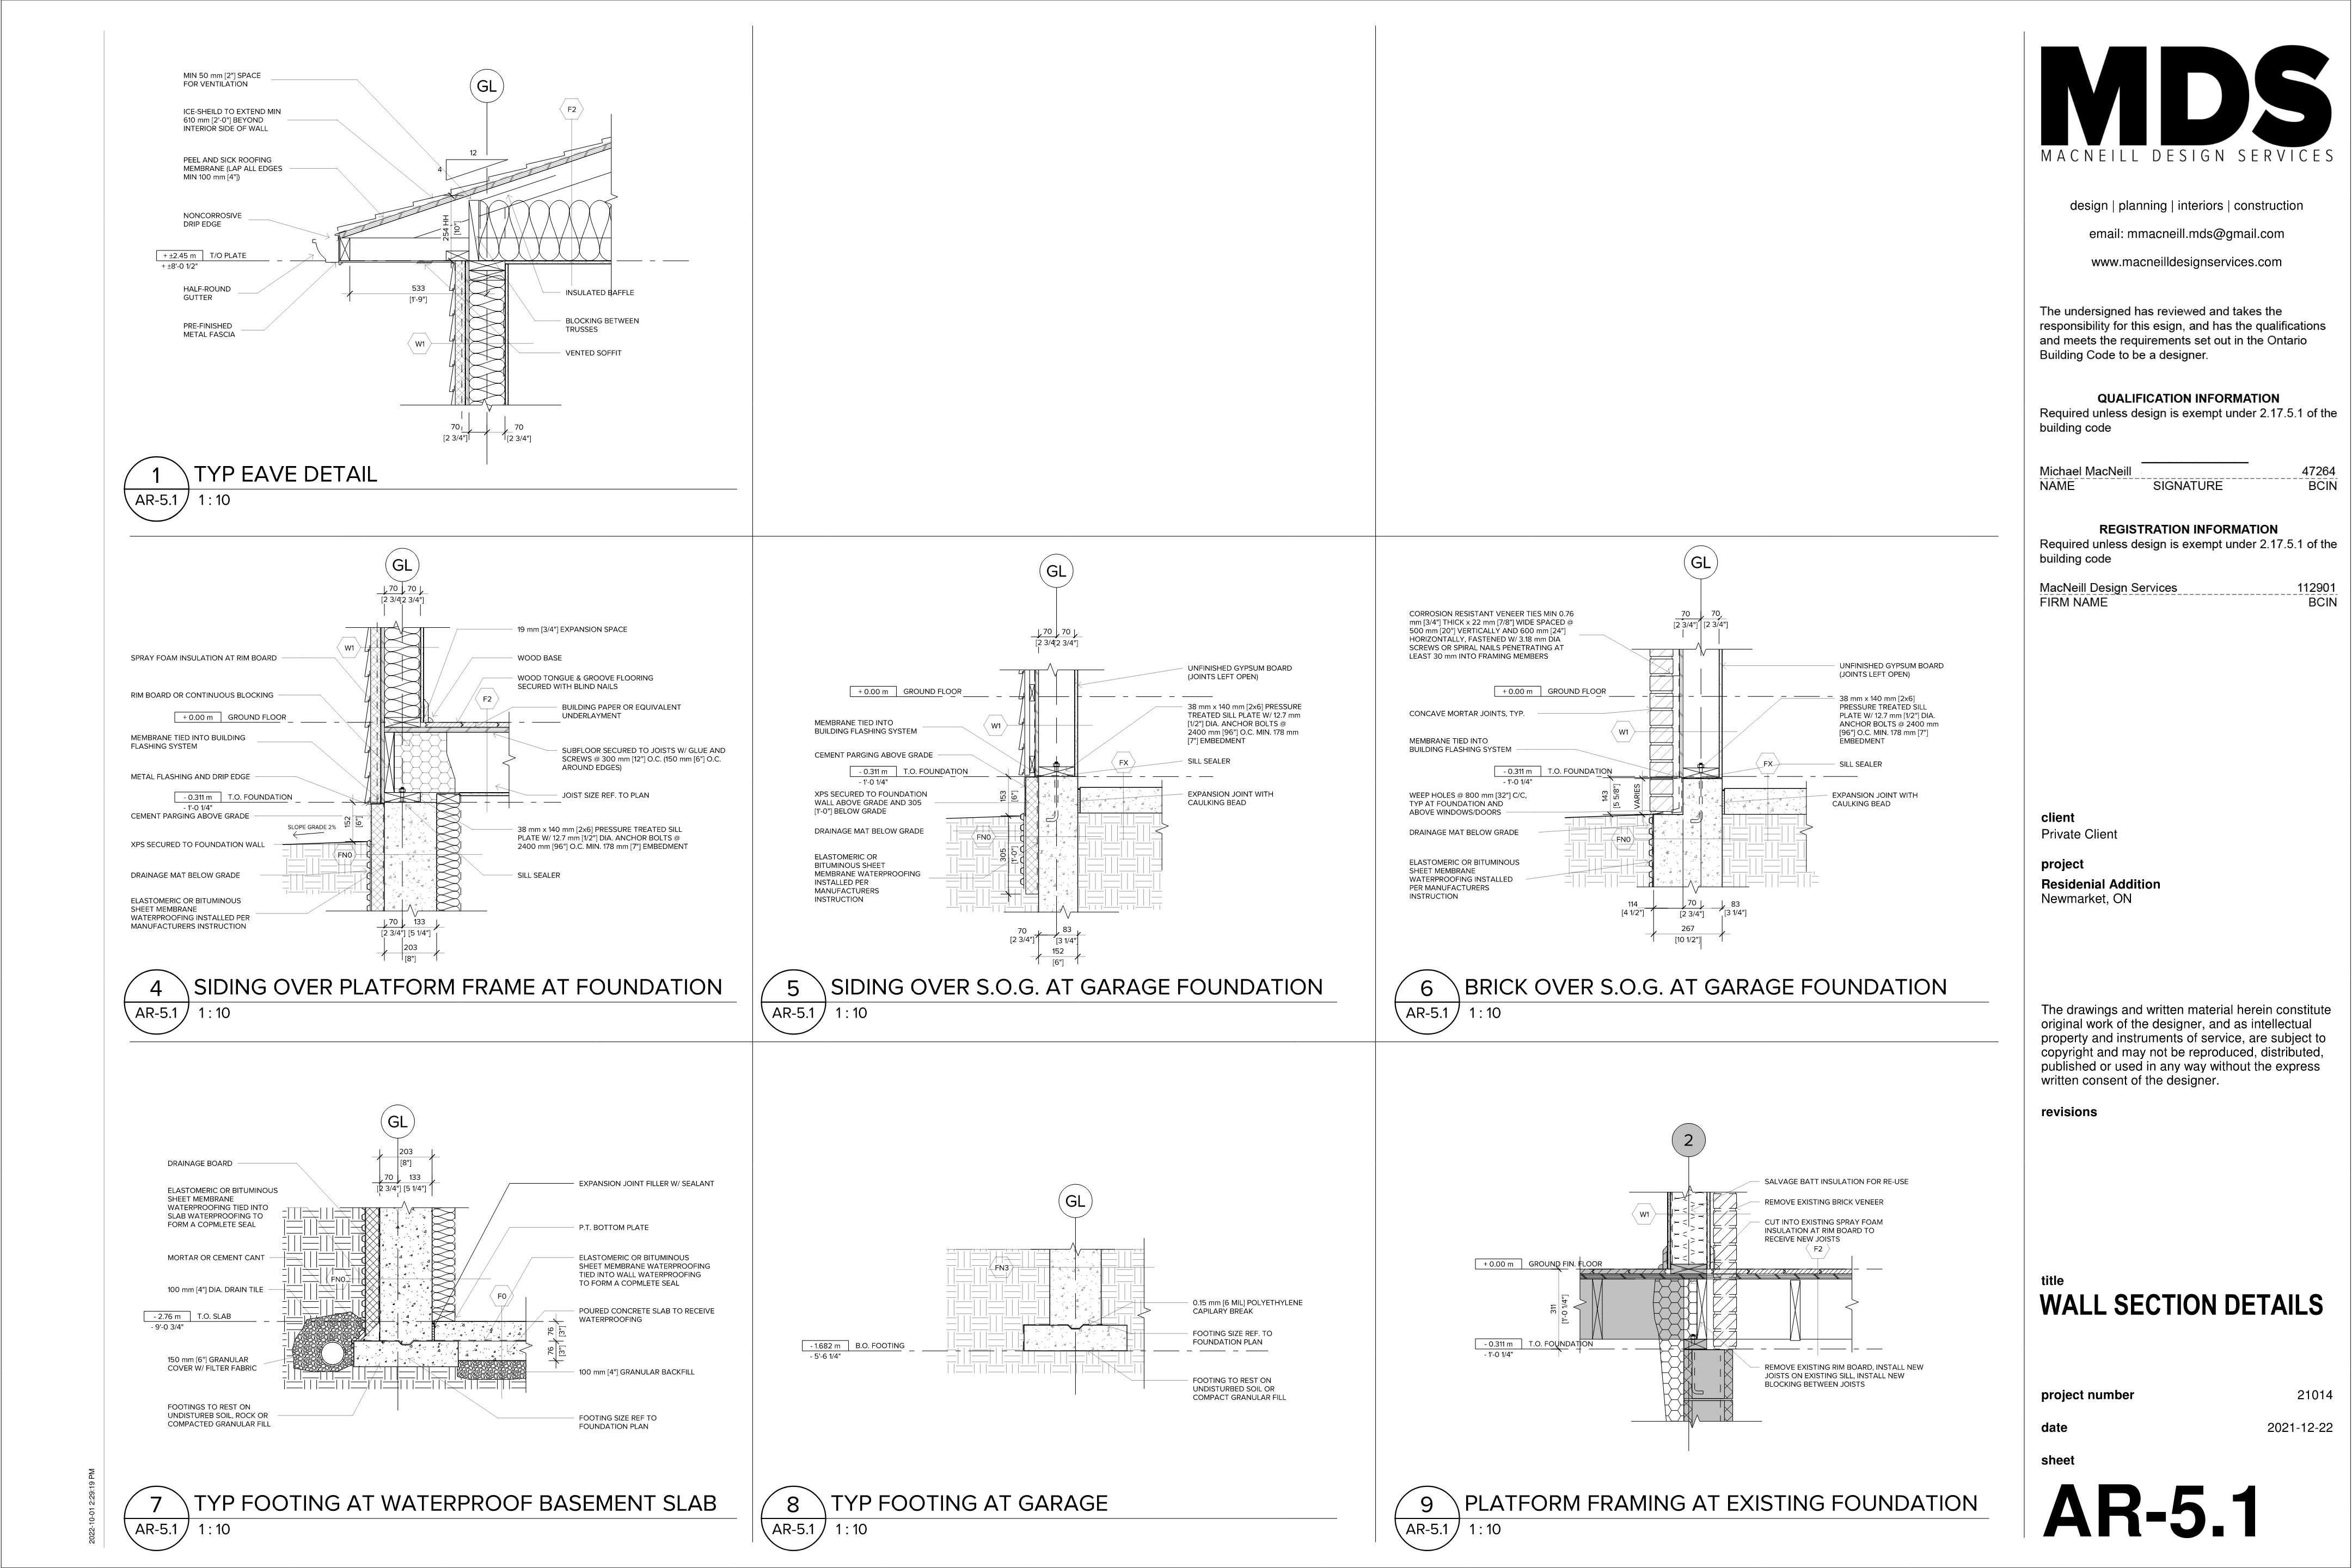 MIN 50 mm [2"] SPACE
FOR VENTILATION
ICE-SHEILD TO EXTEND MIN
610 mm [2'-0"] BEYOND
INTERIOR SIDE OF WALL
PEEL AND SICK ROOFING
MEMBRANE (LAP ALL EDGES
MIN 100 mm [4"])
NONCORROSIVE
DRIP EDGE
+ ±2.45 m T/O PLATE
+ ±8'-0 1/2"
HALF-ROUND
GUTTER
PRE-FINISHED
METAL FASCIA
GL
F2
12
4
254 HH
[10"]
533
[1'-9"]
W1
INSULATED BAFFLE
BLOCKING BETWEEN
TRUSSES
VENTED SOFFIT
70 70
[2 3/4"] [2 3/4"]
1 TYP EAVE DETAIL
AR-5.1 1 : 10
GL
70 70
[2 3/4"] [2 3/4"]
W1
SPRAY FOAM INSULATION AT RIM BOARD
RIM BOARD OR CONTINUOUS BLOCKING
+ 0.00 m GROUND FLOOR
MEMBRANE TIED INTO BUILDING
FLASHING SYSTEM
METAL FLASHING AND DRIP EDGE
- 0.311 m T.O. FOUNDATION
- 1'-0 1/4"
CEMENT PARGING ABOVE GRADE
SLOPE GRADE 2%
152
[6"]
XPS SECURED TO FOUNDATION WALL
FN0
DRAINAGE MAT BELOW GRADE
ELASTOMERIC OR BITUMINOUS
SHEET MEMBRANE
WATERPROOFING INSTALLED PER
MANUFACTURERS INSTRUCTION
19 mm [3/4"] EXPANSION SPACE
WOOD BASE
WOOD TONGUE & GROOVE FLOORING
SECURED WITH BLIND NAILS
F2
BUILDING PAPER OR EQUIVALENT
UNDERLAYMENT
SUBFLOOR SECURED TO JOISTS W/ GLUE AND
SCREWS @ 300 mm [12"] O.C. (150 mm [6"] O.C.
AROUND EDGES)
JOIST SIZE REF. TO PLAN
38 mm x 140 mm [2x6] PRESSURE TREATED SILL
PLATE W/ 12.7 mm [1/2"] DIA. ANCHOR BOLTS @
2400 mm [96"] O.C. MIN. 178 mm [7"] EMBEDMENT
SILL SEALER
70 133
[2 3/4"] [5 1/4"]
203
[8"]
4 SIDING OVER PLATFORM FRAME AT FOUNDATION
AR-5.1 1 : 10
GL
70 70
[2 3/4"] [2 3/4"]
+ 0.00 m GROUND FLOOR
MEMBRANE TIED INTO
BUILDING FLASHING SYSTEM
W1
CEMENT PARGING ABOVE GRADE
- 0.311 m T.O. FOUNDATION
- 1'-0 1/4"
XPS SECURED TO FOUNDATION
WALL ABOVE GRADE AND 305
[1'-0"] BELOW GRADE
153
[6"]
DRAINAGE MAT BELOW GRADE
FN0
305
[1'-0"]
ELASTOMERIC OR
BITUMINOUS SHEET
MEMBRANE WATERPROOFING
INSTALLED PER
MANUFACTURERS
INSTRUCTION
UNFINISHED GYPSUM BOARD
(JOINTS LEFT OPEN)
38 mm x 140 mm [2x6] PRESSURE
TREATED SILL PLATE W/ 12.7 mm
[1/2"] DIA. ANCHOR BOLTS @
2400 mm [96"] O.C. MIN. 178 mm
[7"] EMBEDMENT
FX
SILL SEALER
EXPANSION JOINT WITH
CAULKING BEAD
70 83
[2 3/4"] [3 1/4"]
152
[6"]
5 SIDING OVER S.O.G. AT GARAGE FOUNDATION
AR-5.1 1 : 10
GL
70 70
[2 3/4"] [2 3/4"]
CORROSION RESISTANT VENEER TIES MIN 0.76
mm [3/4"] THICK x 22 mm [7/8"] WIDE SPACED @
500 mm [20"] VERTICALLY AND 600 mm [24"]
HORIZONTALLY, FASTENED W/ 3.18 mm DIA
SCREWS OR SPIRAL NAILS PENETRATING AT
LEAST 30 mm INTO FRAMING MEMBERS
+ 0.00 m GROUND FLOOR
CONCAVE MORTAR JOINTS, TYP.
W1
MEMBRANE TIED INTO
BUILDING FLASHING SYSTEM
- 0.311 m T.O. FOUNDATION
- 1'-0 1/4"
WEEP HOLES @ 800 mm [32"] C/C,
TYP AT FOUNDATION AND
ABOVE WINDOWS/DOORS
143
[5 5/8"]
VARIES
DRAINAGE MAT BELOW GRADE
FN0
ELASTOMERIC OR BITUMINOUS
SHEET MEMBRANE
WATERPROOFING INSTALLED
PER MANUFACTURERS
INSTRUCTION
UNFINISHED GYPSUM BOARD
(JOINTS LEFT OPEN)
38 mm x 140 mm [2x6]
PRESSURE TREATED SILL
PLATE W/ 12.7 mm [1/2"] DIA.
ANCHOR BOLTS @ 2400 mm
[96"] O.C. MIN. 178 mm [7"]
EMBEDMENT
FX
SILL SEALER
EXPANSION JOINT WITH
CAULKING BEAD
114 70 83
[4 1/2"] [2 3/4"] [3 1/4"]
267
[10 1/2"]
6 BRICK OVER S.O.G. AT GARAGE FOUNDATION
AR-5.1 1 : 10
GL
203
[8"]
70 133
[2 3/4"] [5 1/4"]
DRAINAGE BOARD
ELASTOMERIC OR BITUMINOUS
SHEET MEMBRANE
WATERPROOFING TIED INTO
SLAB WATERPROOFING TO
FORM A COPMLETE SEAL
MORTAR OR CEMENT CANT
FN0
100 mm [4"] DIA. DRAIN TILE
- 2.76 m T.O. SLAB
- 9'-0 3/4"
150 mm [6"] GRANULAR
COVER W/ FILTER FABRIC
FOOTINGS TO REST ON
UNDISTUREB SOIL, ROCK OR
COMPACTED GRANULAR FILL
EXPANSION JOINT FILLER W/ SEALANT
P.T. BOTTOM PLATE
ELASTOMERIC OR BITUMINOUS
SHEET MEMBRANE WATERPROOFING
TIED INTO WALL WATERPROOFING
TO FORM A COPMLETE SEAL
F0
POURED CONCRETE SLAB TO RECEIVE
WATERPROOFING
76 [3"]
76 [3"]
100 mm [4"] GRANULAR BACKFILL
FOOTING SIZE REF TO
FOUNDATION PLAN
7 TYP FOOTING AT WATERPROOF BASEMENT SLAB
AR-5.1 1 : 10
GL
FN3
- 1.682 m B.O. FOOTING
- 5'-6 1/4"
0.15 mm [6 MIL] POLYETHYLENE
CAPILARY BREAK
FOOTING SIZE REF. TO
FOUNDATION PLAN
FOOTING TO REST ON
UNDISTURBED SOIL OR
COMPACT GRANULAR FILL
8 TYP FOOTING AT GARAGE
AR-5.1 1 : 10
2
W1
+ 0.00 m GROUND FIN. FLOOR
311
[1'-0 1/4"]
- 0.311 m T.O. FOUNDATION
- 1'-0 1/4"
SALVAGE BATT INSULATION FOR RE-USE
REMOVE EXISTING BRICK VENEER
CUT INTO EXISTING SPRAY FOAM
INSULATION AT RIM BOARD TO
RECEIVE NEW JOISTS
F2
REMOVE EXISTING RIM BOARD, INSTALL NEW
JOISTS ON EXISTING SILL, INSTALL NEW
BLOCKING BETWEEN JOISTS
9 PLATFORM FRAMING AT EXISTING FOUNDATION
AR-5.1 1 : 10
2022-10-01 2:29:19 PM
MDS
MACNEILL DESIGN SERVICES
design | planning | interiors | construction
email: mmacneill.mds@gmail.com
www.macneilldesignservices.com
The undersigned has reviewed and takes the
responsibility for this esign, and has the qualifications
and meets the requirements set out in the Ontario
Building Code to be a designer.
QUALIFICATION INFORMATION
Required unless design is exempt under 2.17.5.1 of the
building code
Michael MacNeill 47264
NAME SIGNATURE BCIN
REGISTRATION INFORMATION
Required unless design is exempt under 2.17.5.1 of the
building code
MacNeill Design Services 112901
FIRM NAME BCIN
client
Private Client
project
Residenial Addition
Newmarket, ON
The drawings and written material herein constitute
original work of the designer, and as intellectual
property and instruments of service, are subject to
copyright and may not be reproduced, distributed,
published or used in any way without the express
written consent of the designer.
revisions
title
WALL SECTION DETAILS
project number 21014
date 2021-12-22
sheet
AR-5.1